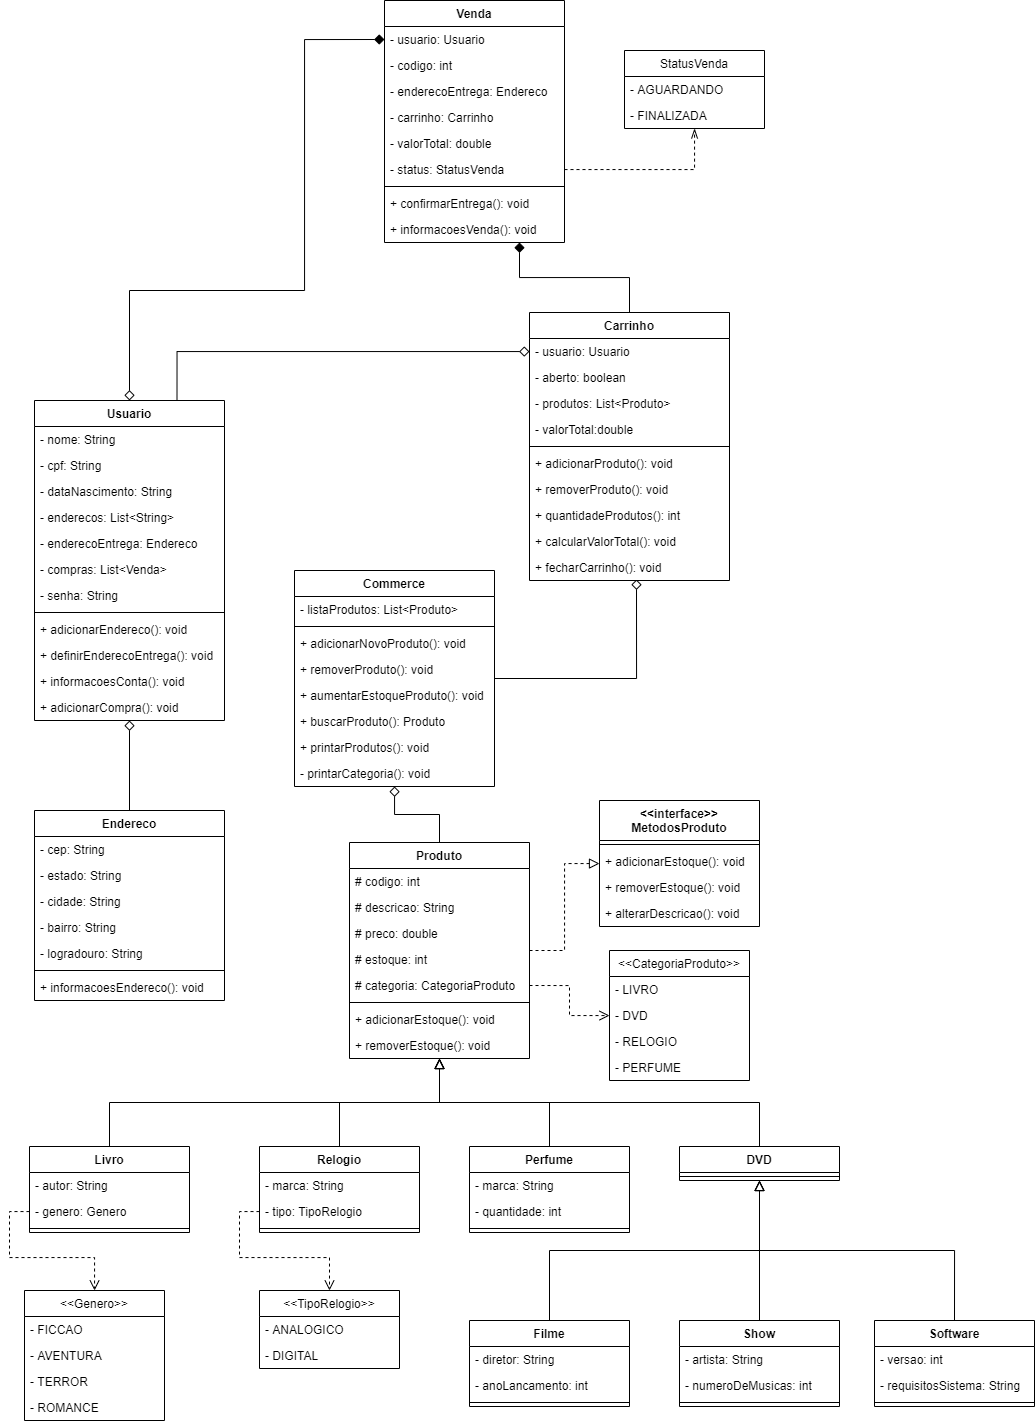 Venda
- usuario: Usuario
- codigo: int
- enderecoEntrega: Endereco
- carrinho: Carrinho
- valorTotal: double
- status: StatusVenda
+ confirmarEntrega(): void
+ informacoesVenda(): void
StatusVenda
- AGUARDANDO
- FINALIZADA
Carrinho
- usuario: Usuario
- aberto: boolean
- produtos: List<Produto>
- valorTotal:double
+ adicionarProduto(): void
+ removerProduto(): void
+ quantidadeProdutos(): int
+ calcularValorTotal(): void
+ fecharCarrinho(): void
Usuario
- nome: String
- cpf: String
- dataNascimento: String
- enderecos: List<String>
- enderecoEntrega: Endereco
- compras: List<Venda>
- senha: String
+ adicionarEndereco(): void
+ definirEnderecoEntrega(): void
+ informacoesConta(): void
+ adicionarCompra(): void
Commerce
- listaProdutos: List<Produto>
+ adicionarNovoProduto(): void
+ removerProduto(): void
+ aumentarEstoqueProduto(): void
+ buscarProduto(): Produto
+ printarProdutos(): void
- printarCategoria(): void
Endereco
- cep: String
- estado: String
- cidade: String
- bairro: String
- logradouro: String
+ informacoesEndereco(): void
Produto
# codigo: int
# descricao: String
# preco: double
# estoque: int
# categoria: CategoriaProduto
+ adicionarEstoque(): void
+ removerEstoque(): void
<<interface>>
MetodosProduto
+ adicionarEstoque(): void
+ removerEstoque(): void
+ alterarDescricao(): void
<<CategoriaProduto>>
- LIVRO
- DVD
- RELOGIO
- PERFUME
Livro
- autor: String
- genero: Genero
Relogio
- marca: String
- tipo: TipoRelogio
Perfume
- marca: String
- quantidade: int
DVD
<<Genero>>
- FICCAO
- AVENTURA
- TERROR
- ROMANCE
<<TipoRelogio>>
- ANALOGICO
- DIGITAL
Filme
- diretor: String
- anoLancamento: int
Show
- artista: String
- numeroDeMusicas: int
Software
- versao: int
- requisitosSistema: String